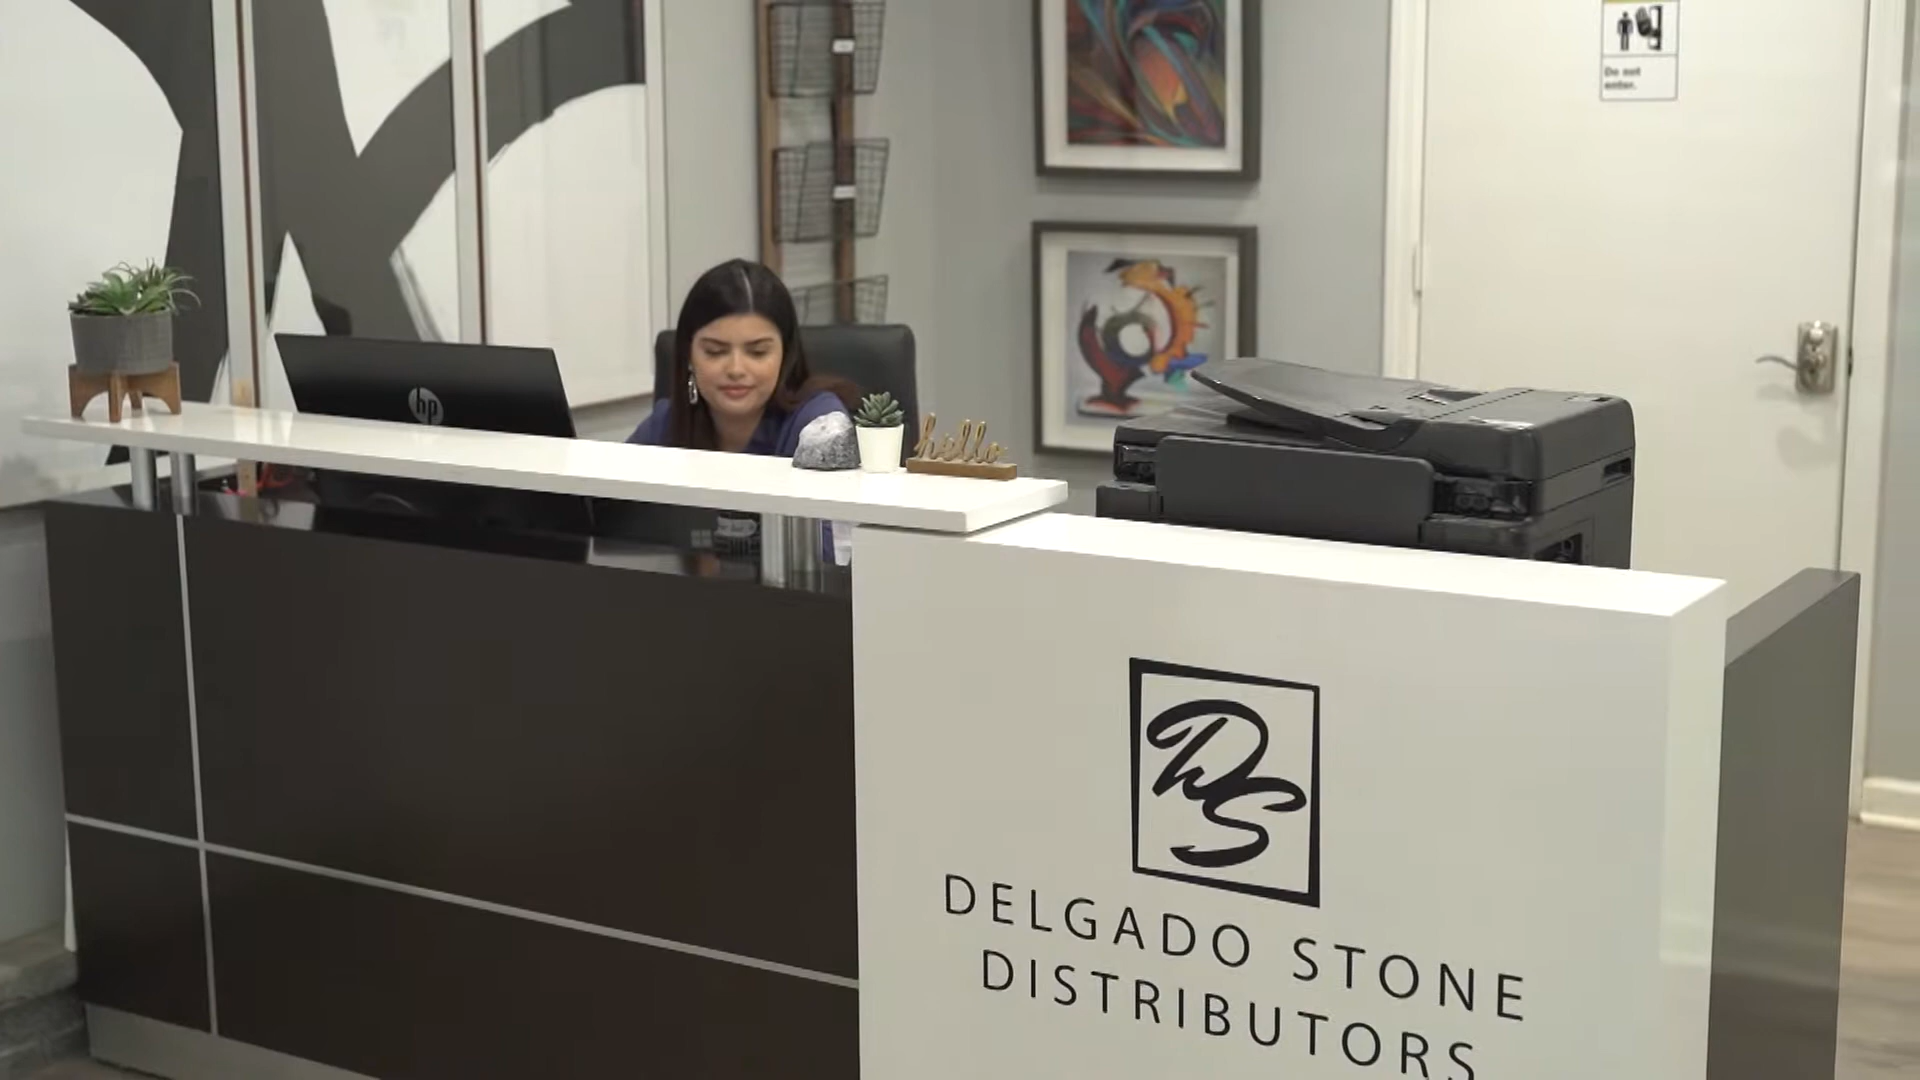 Do not
enter.
hp
hello
DS
DELGADO STONE
DISTRIBUTORS